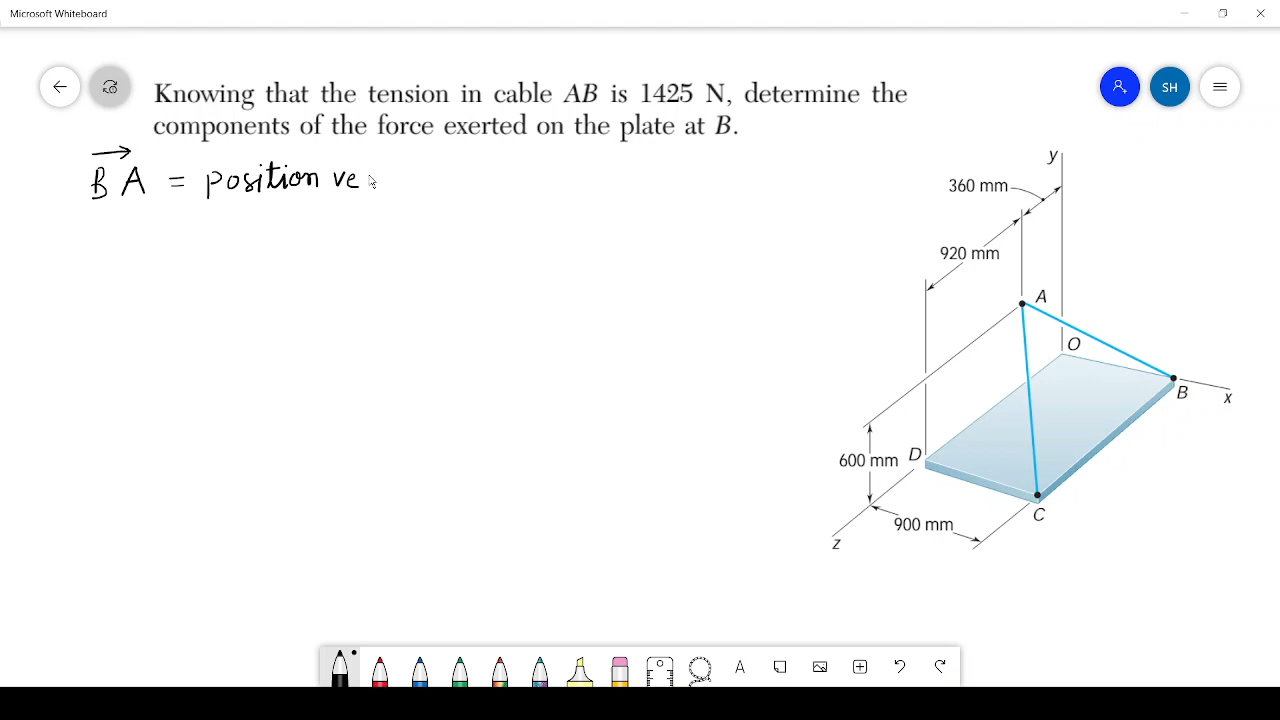 Microsoft Whiteboard
SH
Knowing that the tension in cable AB is 1425 N, determine the
components of the force exerted on the plate at B.
BA = position ve
y
360 mm
920 mm
A
O
B
x
600 mm
D
900 mm
C
z
A